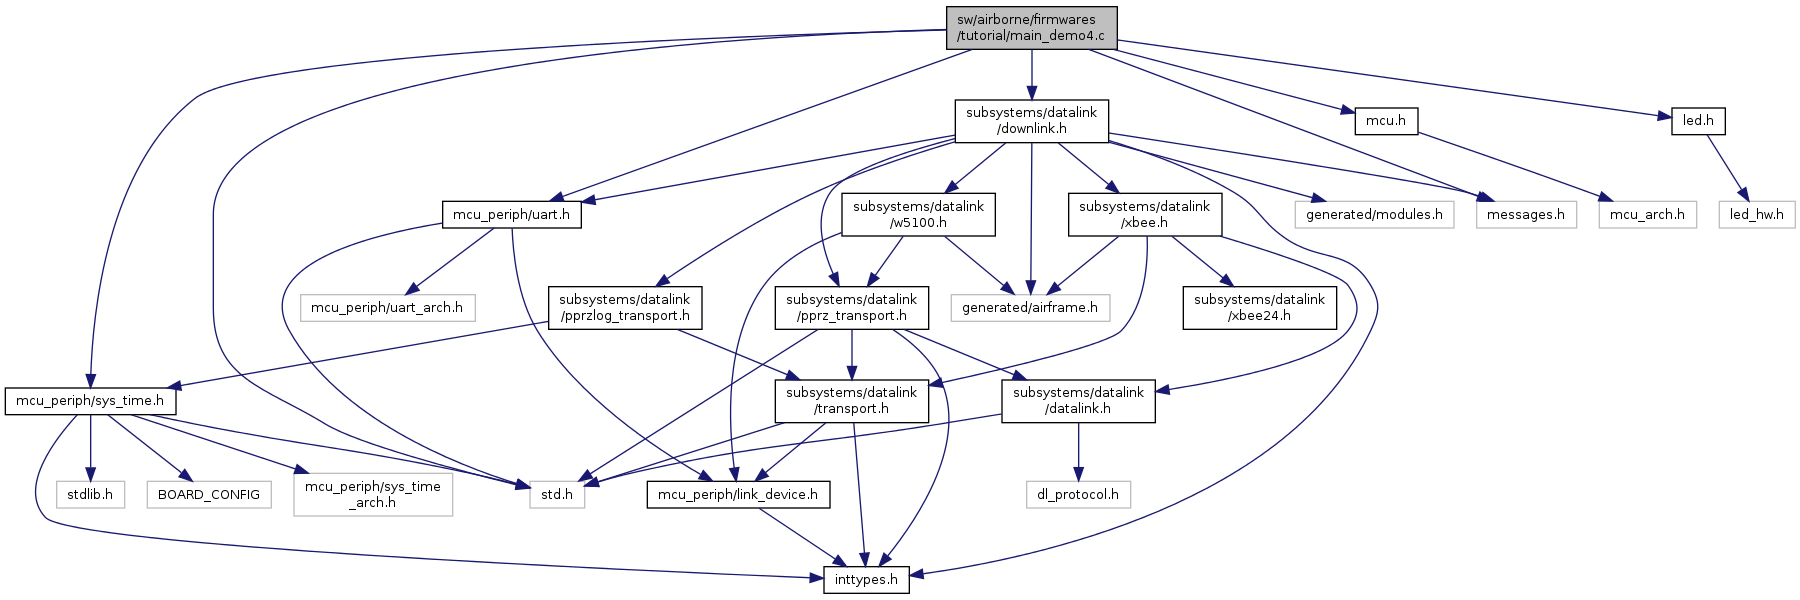 sw/airborne/firmwares
/tutorial/main_demo4.c
subsystems/datalink
/downlink.h
mcu.h
led.h
mcu_periph/uart.h
subsystems/datalink
/w5100.h
subsystems/datalink
/xbee.h
generated/modules.h
messages.h
mcu_arch.h
led_hw.h
mcu_periph/uart_arch.h
subsystems/datalink
/pprzlog_transport.h
subsystems/datalink
/pprz_transport.h
generated/airframe.h
subsystems/datalink
/xbee24.h
mcu_periph/sys_time.h
subsystems/datalink
/transport.h
subsystems/datalink
/datalink.h
stdlib.h
BOARD_CONFIG
mcu_periph/sys_time
_arch.h
std.h
mcu_periph/link_device.h
dl_protocol.h
inttypes.h